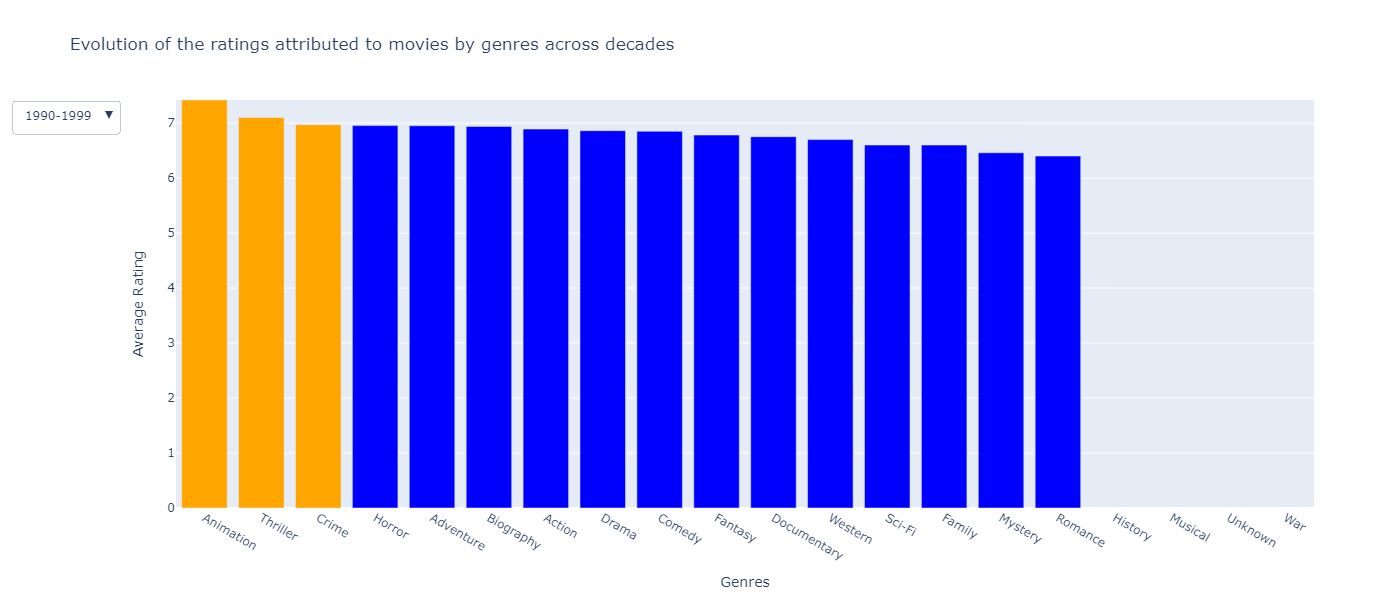 Evolution of the ratings attributed to movies by genres across decades
1990-1999 ▼
7
6
5
4
3
2
1
0
Average Rating
Animation
Thriller
Crime
Horror
Adventure
Biography
Action
Drama
Comedy
Fantasy
Documentary
Western
Sci-Fi
Family
Mystery
Romance
History
Musical
Unknown
War
Genres